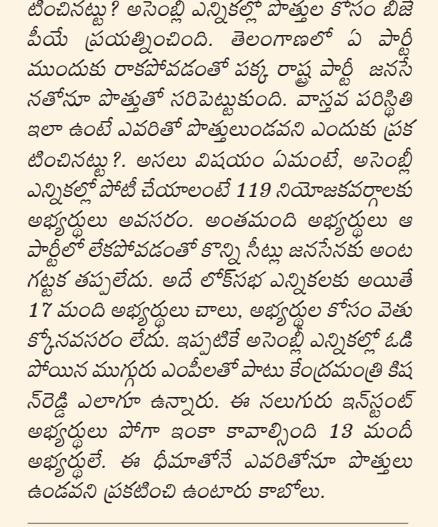 టించినట్టు? అసెంబ్లీ ఎన్నికల్లో పొత్తుల కోసం బీజే
పీయే ప్రయత్నించింది. తెలంగాణలో ఏ పార్టీ
ముందుకు రాకపోవడంతో పక్క రాష్ట్ర పార్టీ జనసే
నతోనూ పొత్తుతో సరిపెట్టుకుంది. వాస్తవ పరిస్థితి
ఇలా ఉంటే ఎవరితో పొత్తులుండవని ఎందుకు ప్రక
టించినట్టు?. అసలు విషయం ఏమంటే, అసెంబ్లీ
ఎన్నికల్లో పోటీ చేయాలంటే 119 నియోజకవర్గాలకు
అభ్యర్థులు అవసరం. అంతమంది అభ్యర్థులు ఆ
పార్టీలో లేకపోవడంతో కొన్ని సీట్లు జనసేనకు అంట
గట్టక తప్పలేదు. అదే లోక్‌సభ ఎన్నికలకు అయితే
17 మంది అభ్యర్థులు చాలు, అభ్యర్థుల కోసం వెతు
క్కోనవసరం లేదు. ఇప్పటికే అసెంబ్లీ ఎన్నికల్లో ఓడి
పోయిన ముగ్గురు ఎంపీలతో పాటు కేంద్రమంత్రి కిష
న్‌రెడ్డి ఎలాగూ ఉన్నారు. ఈ నలుగురు ఇన్‌స్టంట్
అభ్యర్థులు పోగా ఇంకా కావాల్సింది 13 మందీ
అభ్యర్థులే. ఈ ధీమాతోనే ఎవరితోనూ పొత్తులు
ఉండవని ప్రకటించి ఉంటారు కాబోలు.